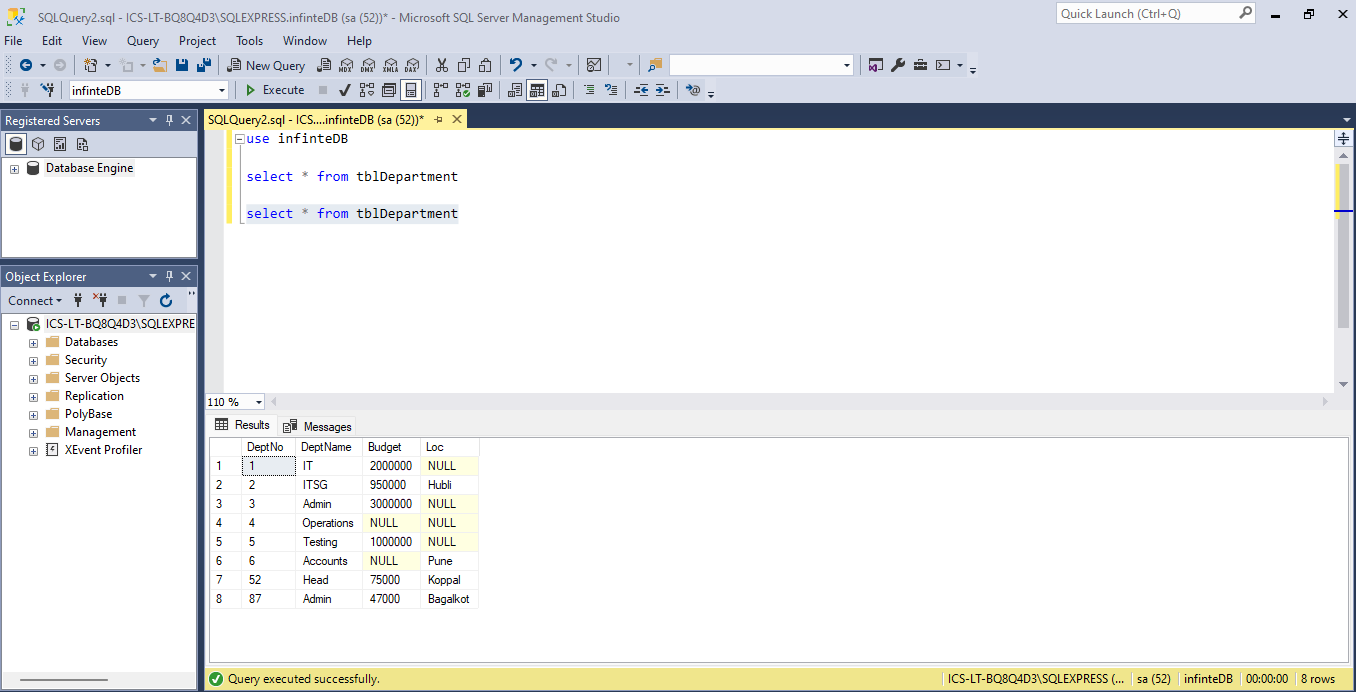 SQLQuery2.sql - ICS-LT-BQ8Q4D3\SQLEXPRESS.infinteDB (sa (52))* - Microsoft SQL Server Management Studio
Quick Launch (Ctrl+Q)
File Edit View Query Project Tools Window Help
New Query MDX DMX XMLA DAX
infinteDB Execute
Registered Servers
Database Engine
Object Explorer
Connect
ICS-LT-BQ8Q4D3\SQLEXPRE
Databases
Security
Server Objects
Replication
PolyBase
Management
XEvent Profiler
SQLQuery2.sql - ICS....infinteDB (sa (52))*
use infinteDB
select * from tblDepartment
select * from tblDepartment
110 %
Results Messages
DeptNo DeptName Budget Loc
1 1 IT 2000000 NULL
2 2 ITSG 950000 Hubli
3 3 Admin 3000000 NULL
4 4 Operations NULL NULL
5 5 Testing 1000000 NULL
6 6 Accounts NULL Pune
7 52 Head 75000 Koppal
8 87 Admin 47000 Bagalkot
Query executed successfully.
ICS-LT-BQ8Q4D3\SQLEXPRESS (... sa (52) infinteDB 00:00:00 8 rows